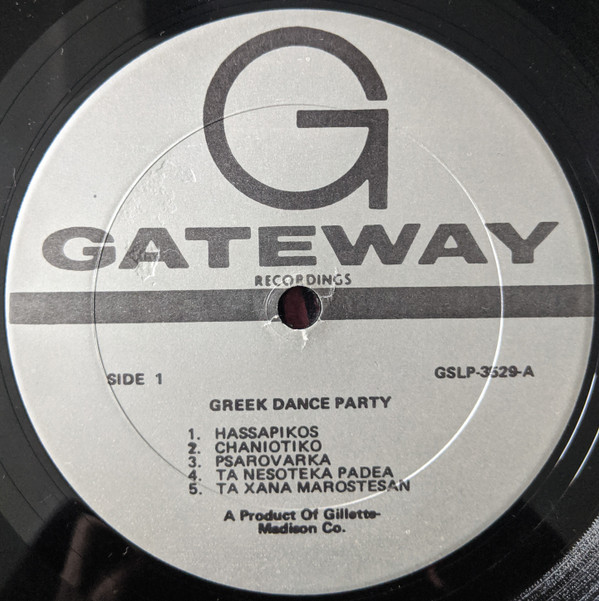 G
GATEWAY
RECORDINGS
SIDE 1
GSLP-3529-A
GREEK DANCE PARTY
1. HASSAPIKOS
2. CHANIOTIKO
3. PSAROVARKA
4. TA NESOTEKA PADEA
5. TA XANA MAROSTESAN
A Product Of Gillette-
Madison Co.